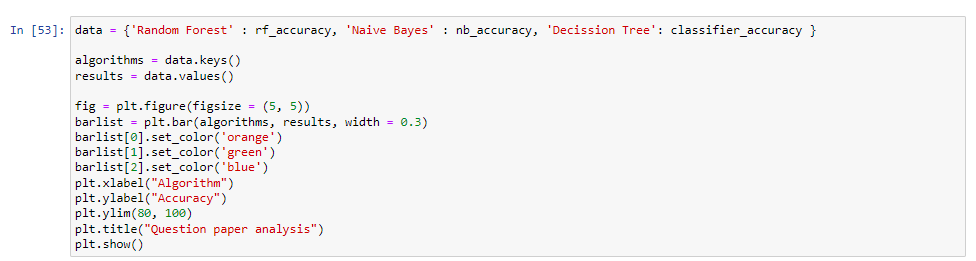 In [53]: data = {'Random Forest' : rf_accuracy, 'Naive Bayes' : nb_accuracy, 'Decission Tree': classifier_accuracy }
algorithms = data.keys()
results = data.values()
fig = plt.figure(figsize = (5, 5))
barlist = plt.bar(algorithms, results, width = 0.3)
barlist[0].set_color('orange')
barlist[1].set_color('green')
barlist[2].set_color('blue')
plt.xlabel("Algorithm")
plt.ylabel("Accuracy")
plt.ylim(80, 100)
plt.title("Question paper analysis")
plt.show()